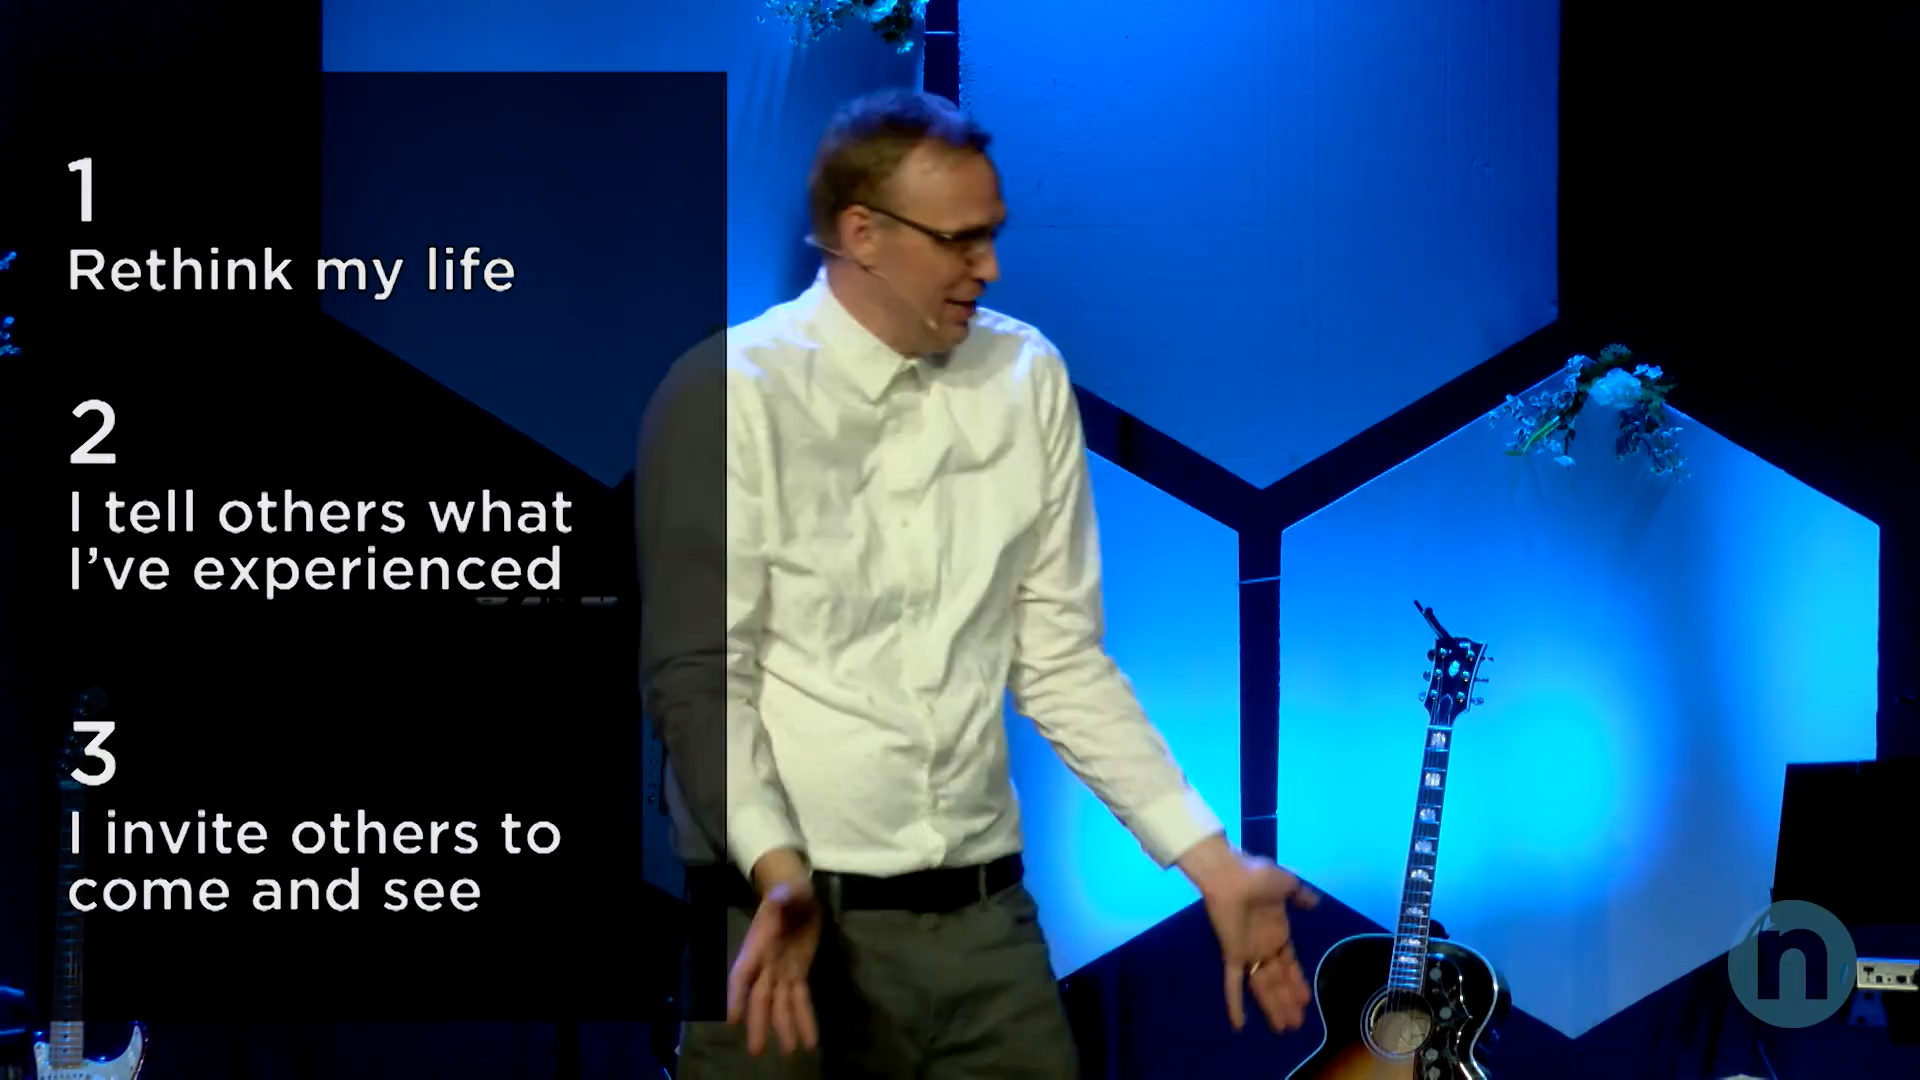 1
Rethink my life
2
I tell others what
I've experienced
3
I invite others to
come and see
n